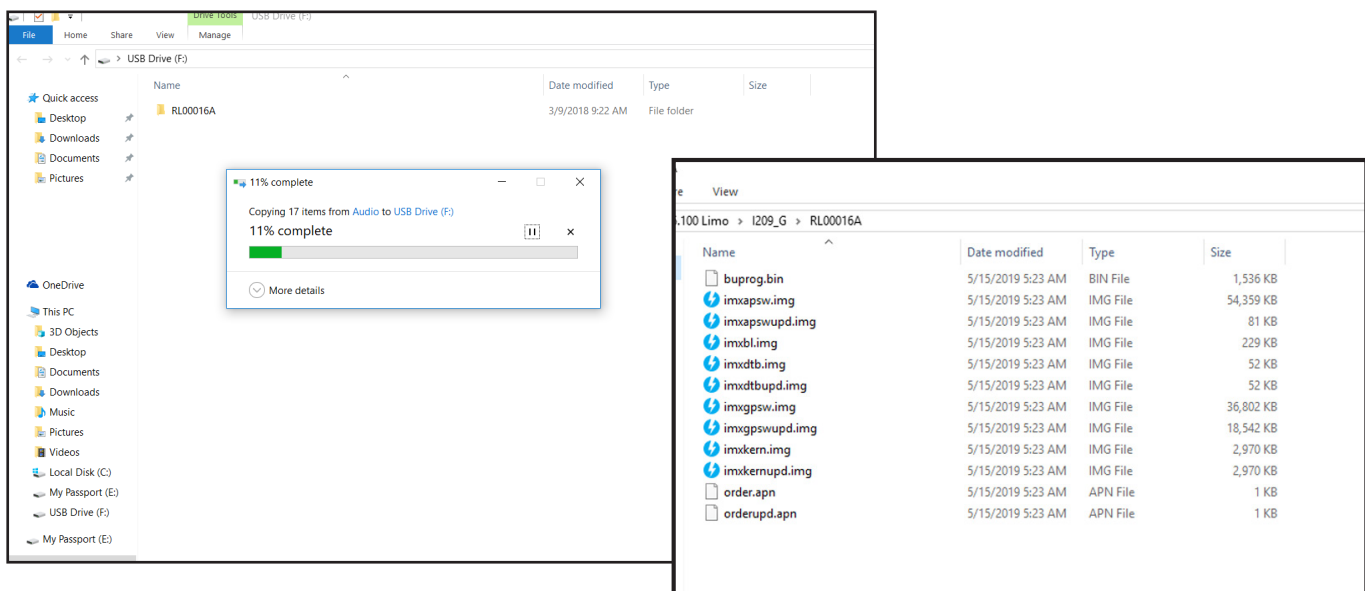 Drive Tools USB Drive (F:)
File Home Share View Manage
USB Drive (F:)
Name Date modified Type Size
RL00016A 3/9/2018 9:22 AM File folder
Quick access
Desktop
Downloads
Documents
Pictures
OneDrive
This PC
3D Objects
Desktop
Documents
Downloads
Music
Pictures
Videos
Local Disk (C:)
My Passport (E:)
USB Drive (F:)
My Passport (E:)
11% complete
Copying 17 items from Audio to USB Drive (F:)
11% complete
More details
View
.100 Limo > I209_G > RL00016A
Name Date modified Type Size
buprog.bin 5/15/2019 5:23 AM BIN File 1,536 KB
imxapsw.img 5/15/2019 5:23 AM IMG File 54,359 KB
imxapswupd.img 5/15/2019 5:23 AM IMG File 81 KB
imxbl.img 5/15/2019 5:23 AM IMG File 229 KB
imxdtb.img 5/15/2019 5:23 AM IMG File 52 KB
imxdtbupd.img 5/15/2019 5:23 AM IMG File 52 KB
imxgpsw.img 5/15/2019 5:23 AM IMG File 36,802 KB
imxgpswupd.img 5/15/2019 5:23 AM IMG File 18,542 KB
imxkern.img 5/15/2019 5:23 AM IMG File 2,970 KB
imxkernupd.img 5/15/2019 5:23 AM IMG File 2,970 KB
order.apn 5/15/2019 5:23 AM APN File 1 KB
orderupd.apn 5/15/2019 5:23 AM APN File 1 KB